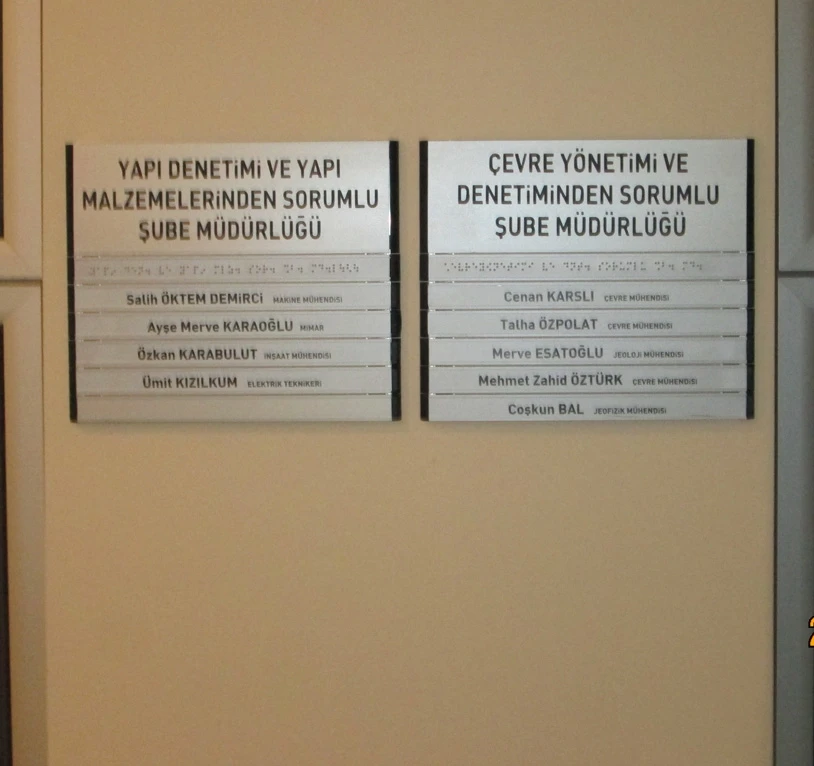 YAPI DENETİMİ VE YAPI
MALZEMELERİNDEN SORUMLU
ŞUBE MÜDÜRLÜĞÜ
Salih ÖKTEM DEMİRCİ MAKİNE MÜHENDİSİ
Ayşe Merve KARAOĞLU MİMAR
Özkan KARABULUT İNŞAAT MÜHENDİSİ
Ümit KIZILKUM ELEKTRİK TEKNİKERİ
ÇEVRE YÖNETİMİ VE
DENETİMİNDEN SORUMLU
ŞUBE MÜDÜRLÜĞÜ
Cenan KARSLI ÇEVRE MÜHENDİSİ
Talha ÖZPOLAT ÇEVRE MÜHENDİSİ
Merve ESATOĞLU JEOLOJİ MÜHENDİSİ
Mehmet Zahid ÖZTÜRK ÇEVRE MÜHENDİSİ
Coşkun BAL JEOFİZİK MÜHENDİSİ